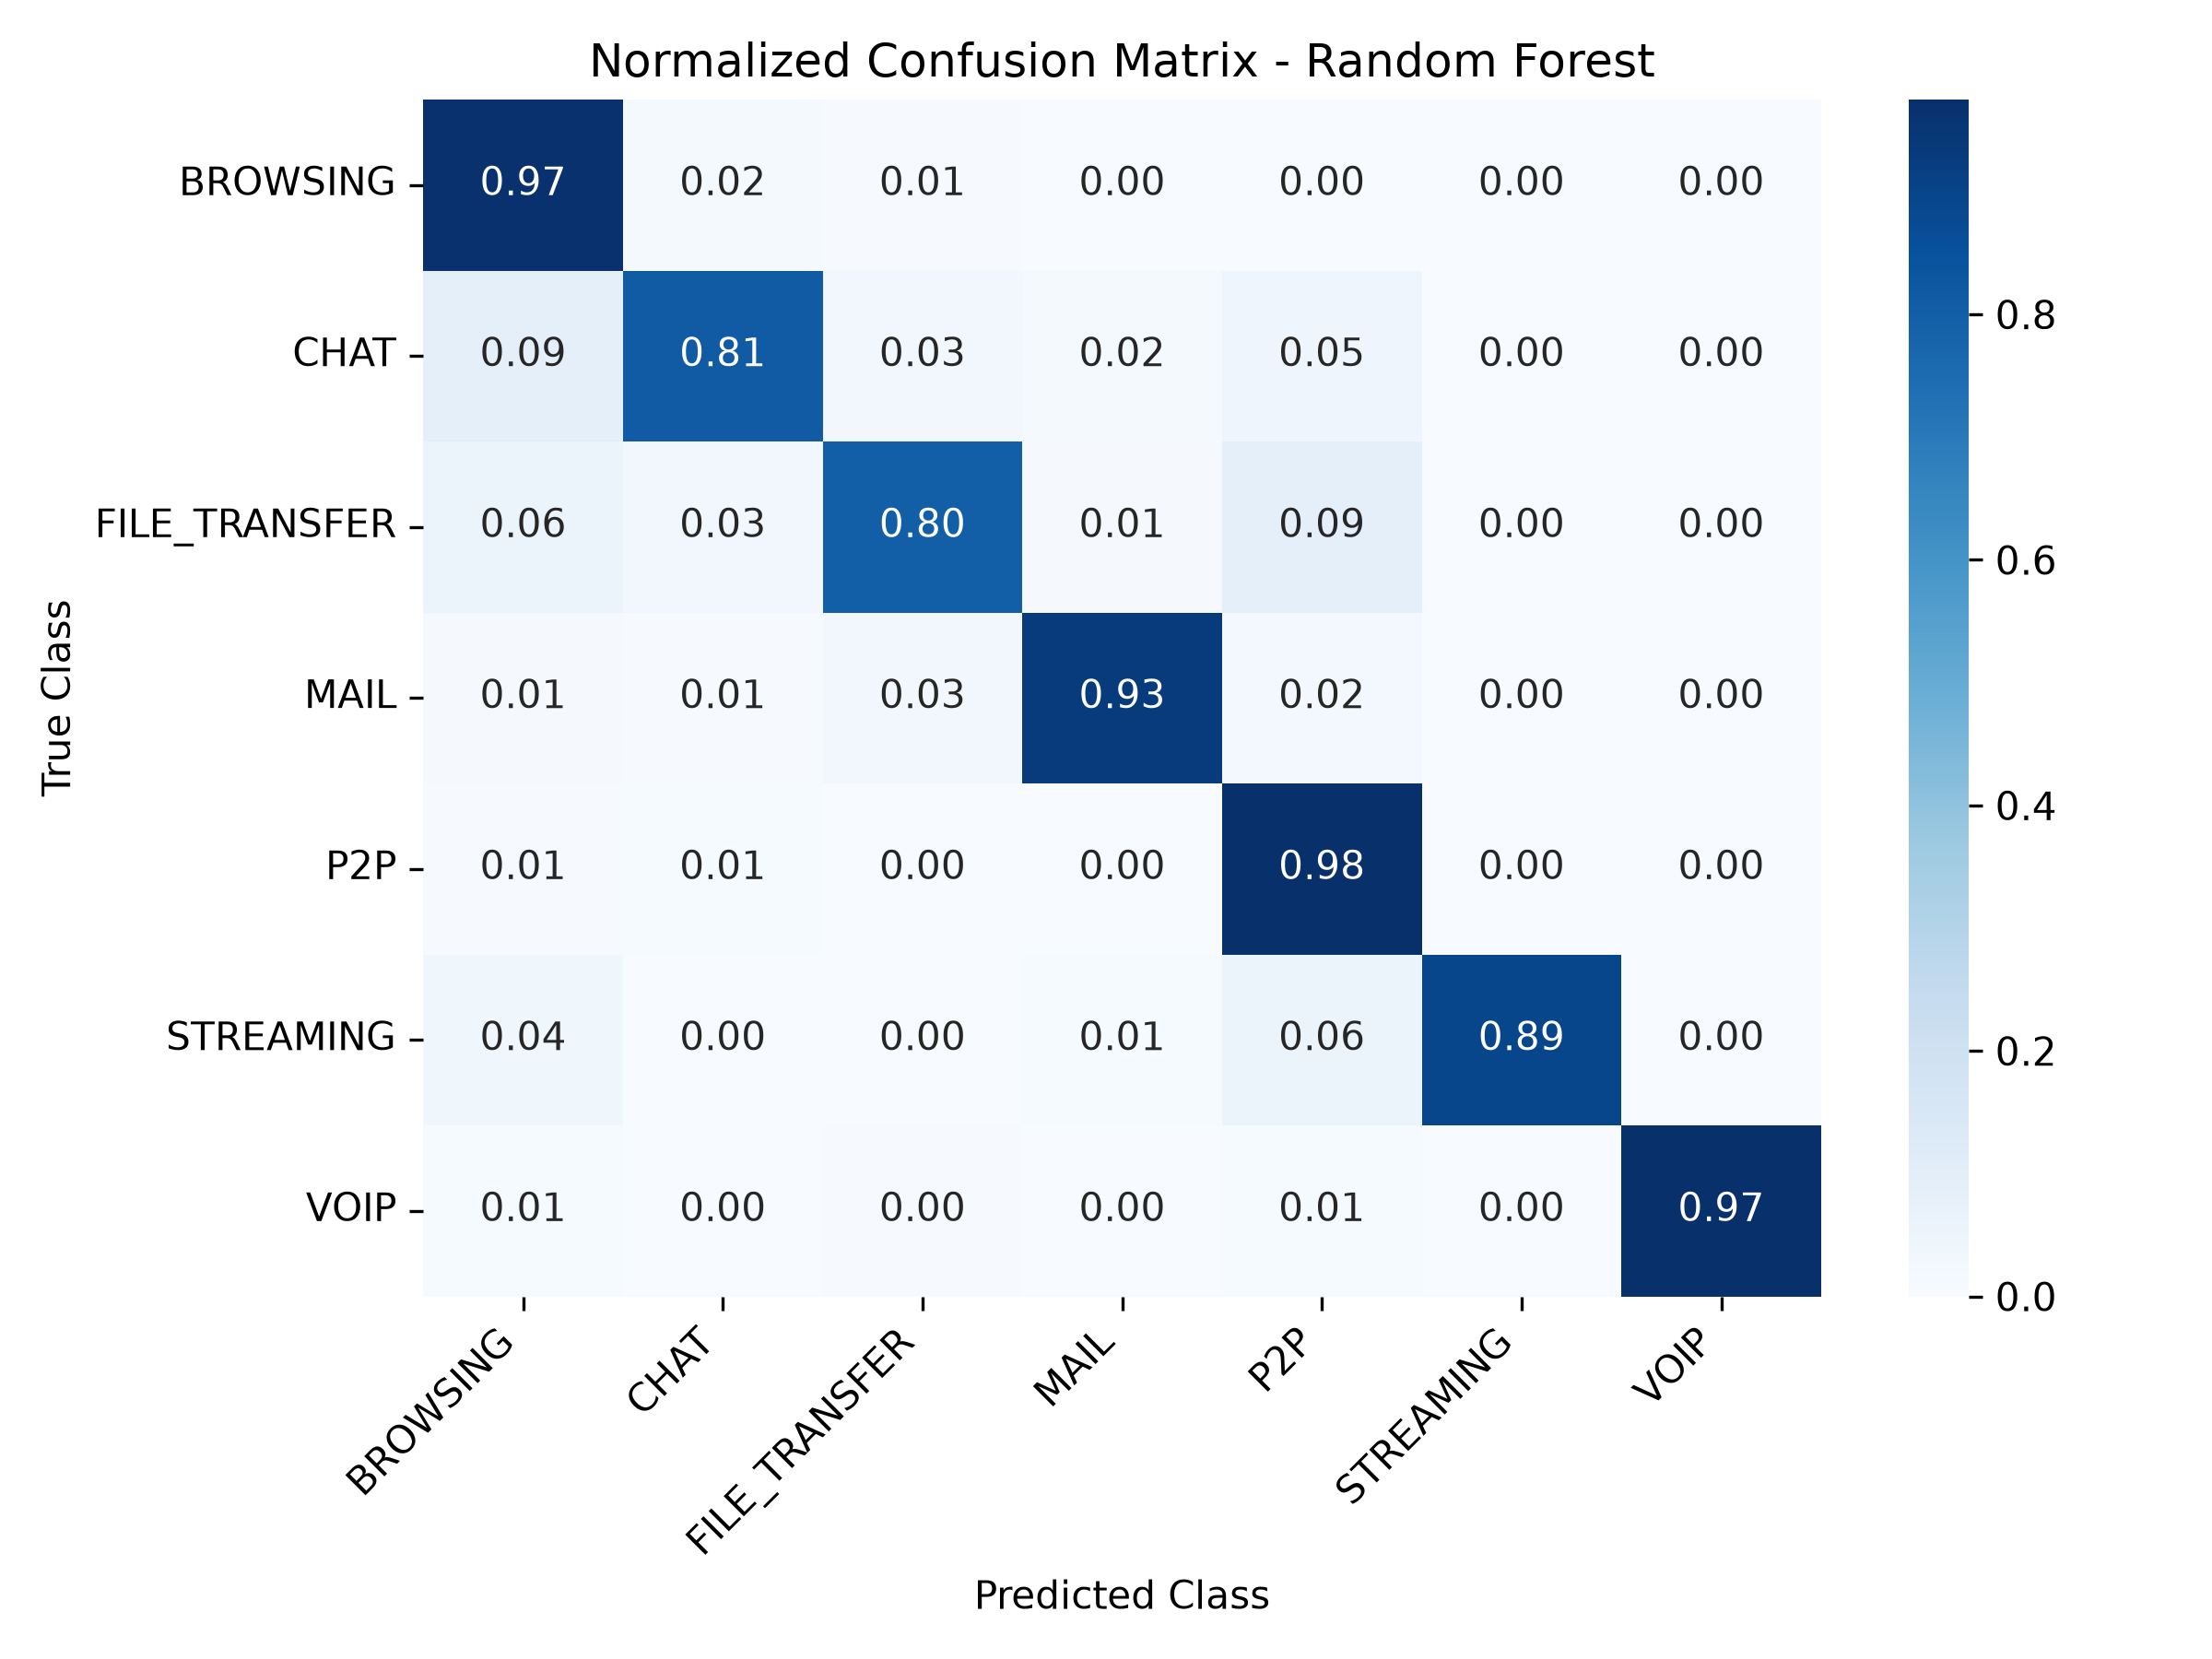 Normalized Confusion Matrix - Random Forest
BROWSING 0.97 0.02 0.01 0.00 0.00 0.00 0.00
CHAT 0.09 0.81 0.03 0.02 0.05 0.00 0.00
FILE_TRANSFER 0.06 0.03 0.80 0.01 0.09 0.00 0.00
MAIL 0.01 0.01 0.03 0.93 0.02 0.00 0.00
P2P 0.01 0.01 0.00 0.00 0.98 0.00 0.00
STREAMING 0.04 0.00 0.00 0.01 0.06 0.89 0.00
VOIP 0.01 0.00 0.00 0.00 0.01 0.00 0.97
True Class
BROWSING CHAT FILE_TRANSFER MAIL P2P STREAMING VOIP
Predicted Class
0.8
0.6
0.4
0.2
0.0